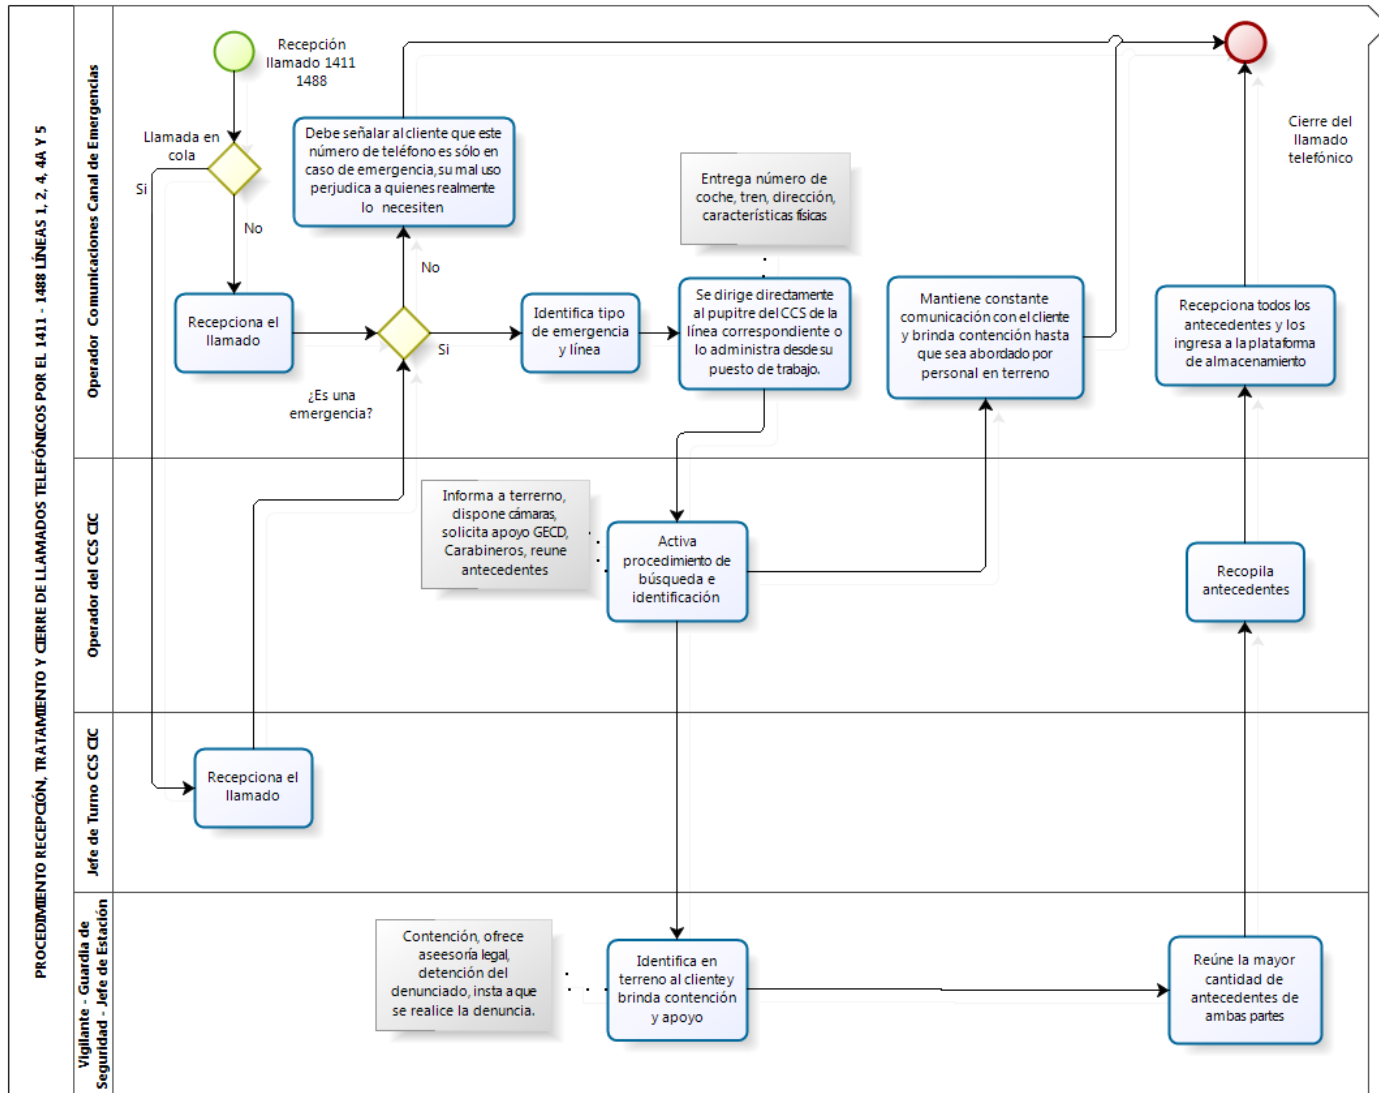 PROCEDIMIENTO RECEPCIÓN, TRATAMIENTO Y CIERRE DE LLAMADOS TELEFÓNICOS POR EL 1411 - 1488 LÍNEAS 1, 2, 4, 4A Y 5
Operador Comunicaciones Canal de Emergencias
Recepción
llamado 1411
1488
Llamada en
cola
Si
No
Debe señalar al cliente que este
número de teléfono es sólo en
caso de emergencia, su mal uso
perjudica a quienes realmente
lo necesiten
Entrega número de
coche, tren, dirección,
características físicas
Cierre del
llamado
telefónico
No
Recepciona el
llamado
¿Es una
emergencia?
Si
Identifica tipo
de emergencia
y línea
Se dirige directamente
al pupitre del CCS de la
línea correspondiente o
lo administra desde su
puesto de trabajo.
Mantiene constante
comunicación con el cliente
y brinda contención hasta
que sea abordado por
personal en terreno
Recepciona todos los
antecedentes y los
ingresa a la plataforma
de almacenamiento
Operador del CCS CIC
Informa a terrerno,
dispone cámaras,
solicita apoyo GECD,
Carabineros, reune
antecedentes
Activa
procedimiento de
búsqueda e
identificación
Recopila
antecedentes
Jefe de Turno CCS CIC
Recepciona el
llamado
Vigilante - Guardia de
Seguridad - Jefe de Estación
Contención, ofrece
aseesoría legal,
detención del
denunciado, insta a que
se realice la denuncia.
Identifica en
terreno al cliente y
brinda contención
y apoyo
Reúne la mayor
cantidad de
antecedentes de
ambas partes